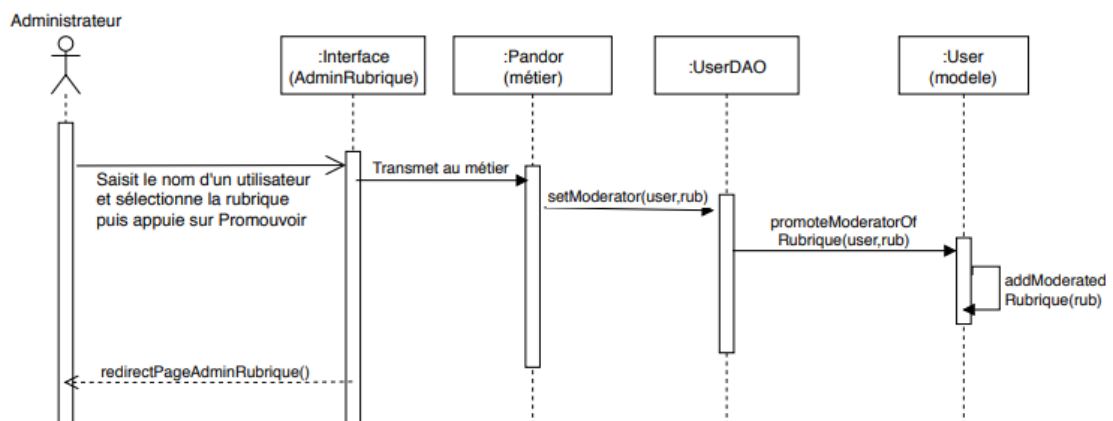 Administrateur
:Interface
(AdminRubrique)
:Pandor
(métier)
:UserDAO
:User
(modele)
Saisit le nom d'un utilisateur
et sélectionne la rubrique
puis appuie sur Promouvoir
Transmet au métier
setModerator(user,rub)
promoteModeratorOf
Rubrique(user,rub)
addModerated
Rubrique(rub)
redirectPageAdminRubrique()